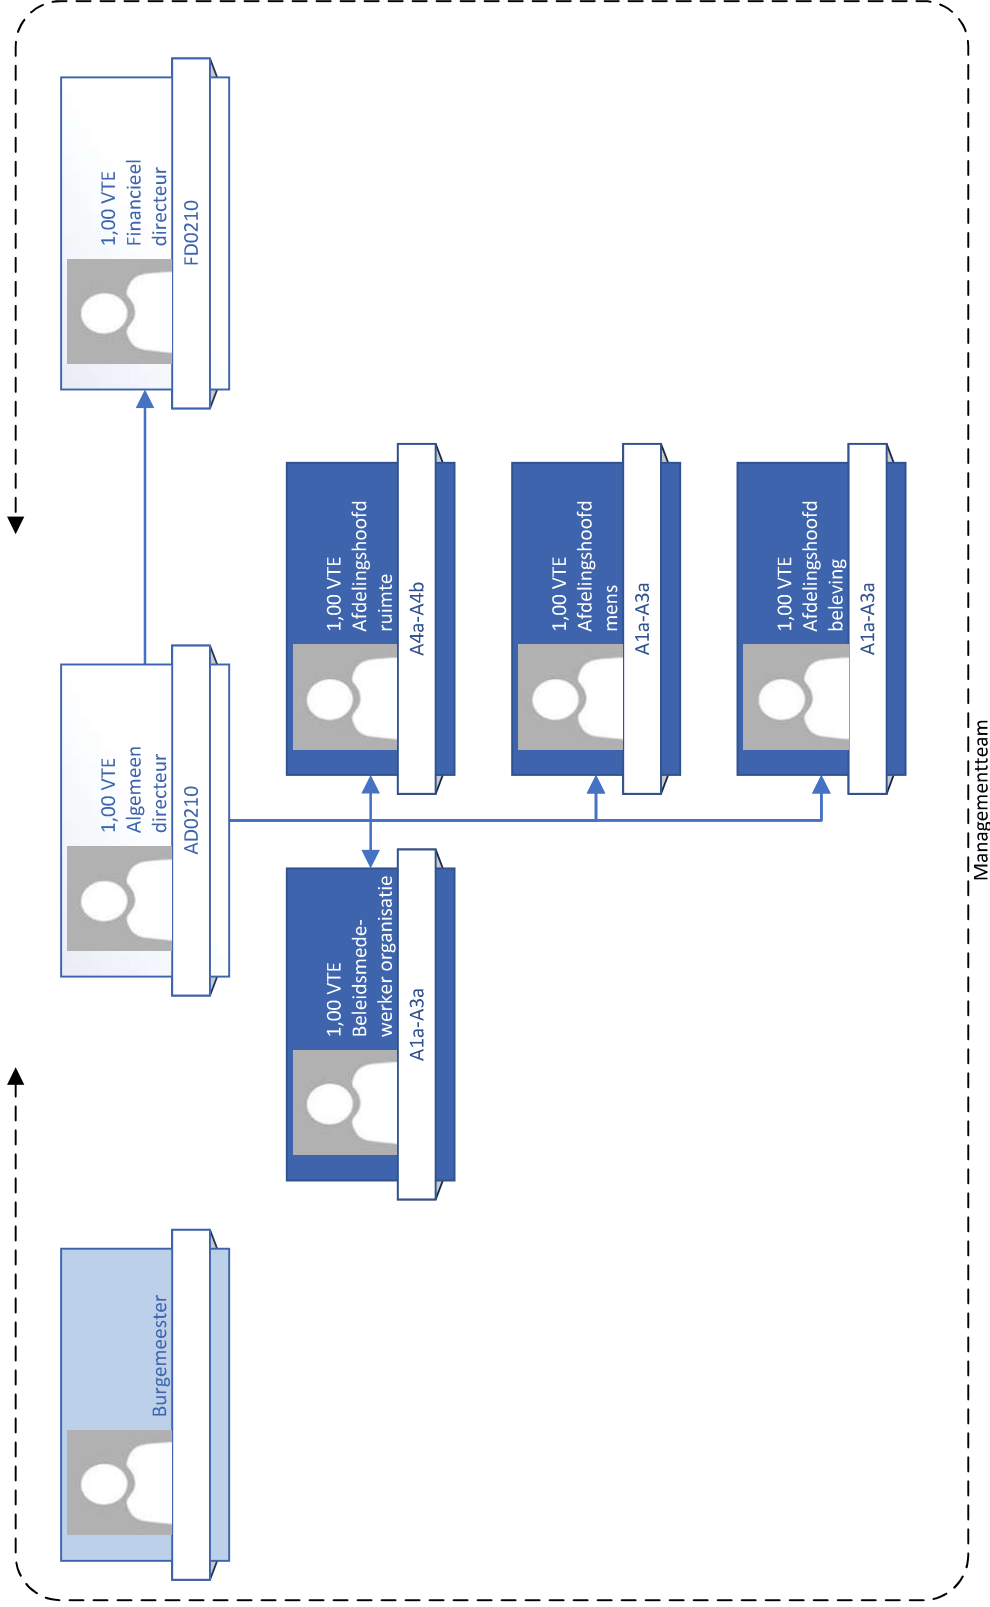 Burgemeester
1,00 VTE
Algemeen
directeur
AD0210
1,00 VTE
Financieel
directeur
FD0210
1,00 VTE
Beleidsmede-
werker organisatie
A1a-A3a
1,00 VTE
Afdelingshoofd
ruimte
A4a-A4b
1,00 VTE
Afdelingshoofd
mens
A1a-A3a
1,00 VTE
Afdelingshoofd
beleving
A1a-A3a
Managementteam